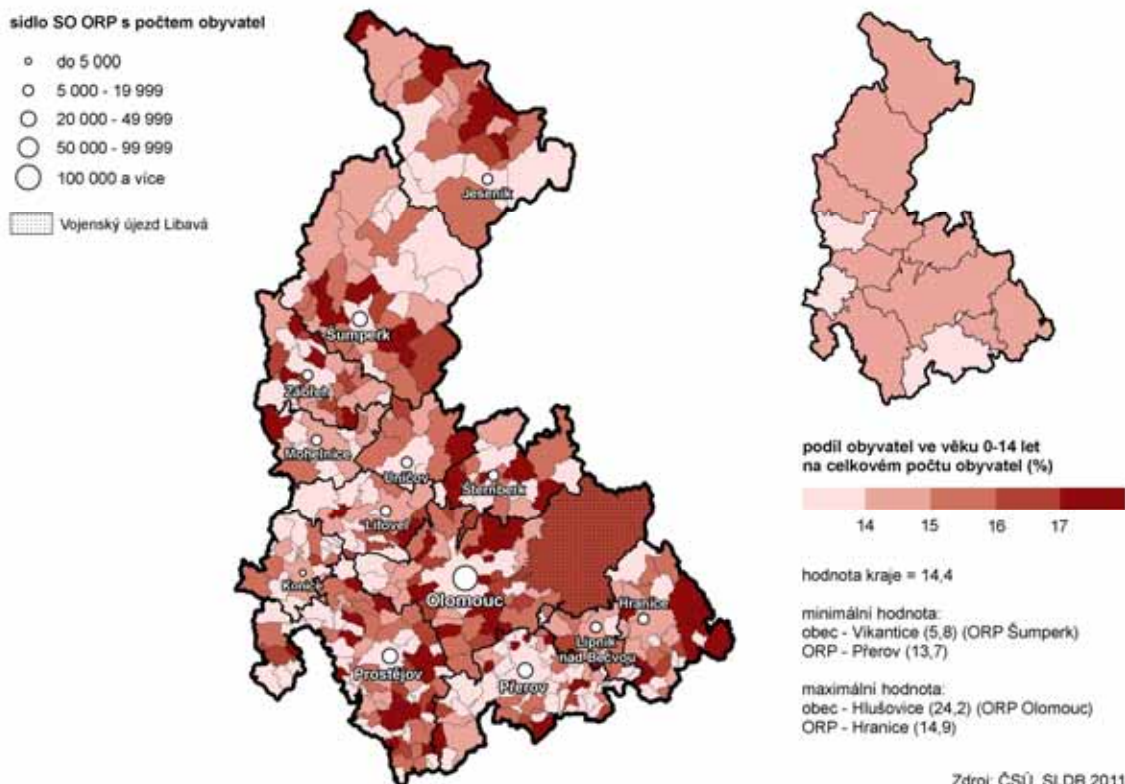 sídlo SO ORP s počtem obyvatel
do 5 000
5 000 - 19 999
20 000 - 49 999
50 000 - 99 999
100 000 a více
Vojenský újezd Libavá
Jeseník
Šumperk
Zábřeh
Mohelnice
Uničov
Šternberk
Litovel
Konice
Olomouc
Hranice
Lipník
nad Bečvou
Prostějov
Přerov
podíl obyvatel ve věku 0-14 let
na celkovém počtu obyvatel (%)
14 15 16 17
hodnota kraje = 14,4
minimální hodnota:
obec - Vikantice (5,8) (ORP Šumperk)
ORP - Přerov (13,7)
maximální hodnota:
obec - Hlušovice (24,2) (ORP Olomouc)
ORP - Hranice (14,9)
Zdroj: ČSÚ, SLDB 2011